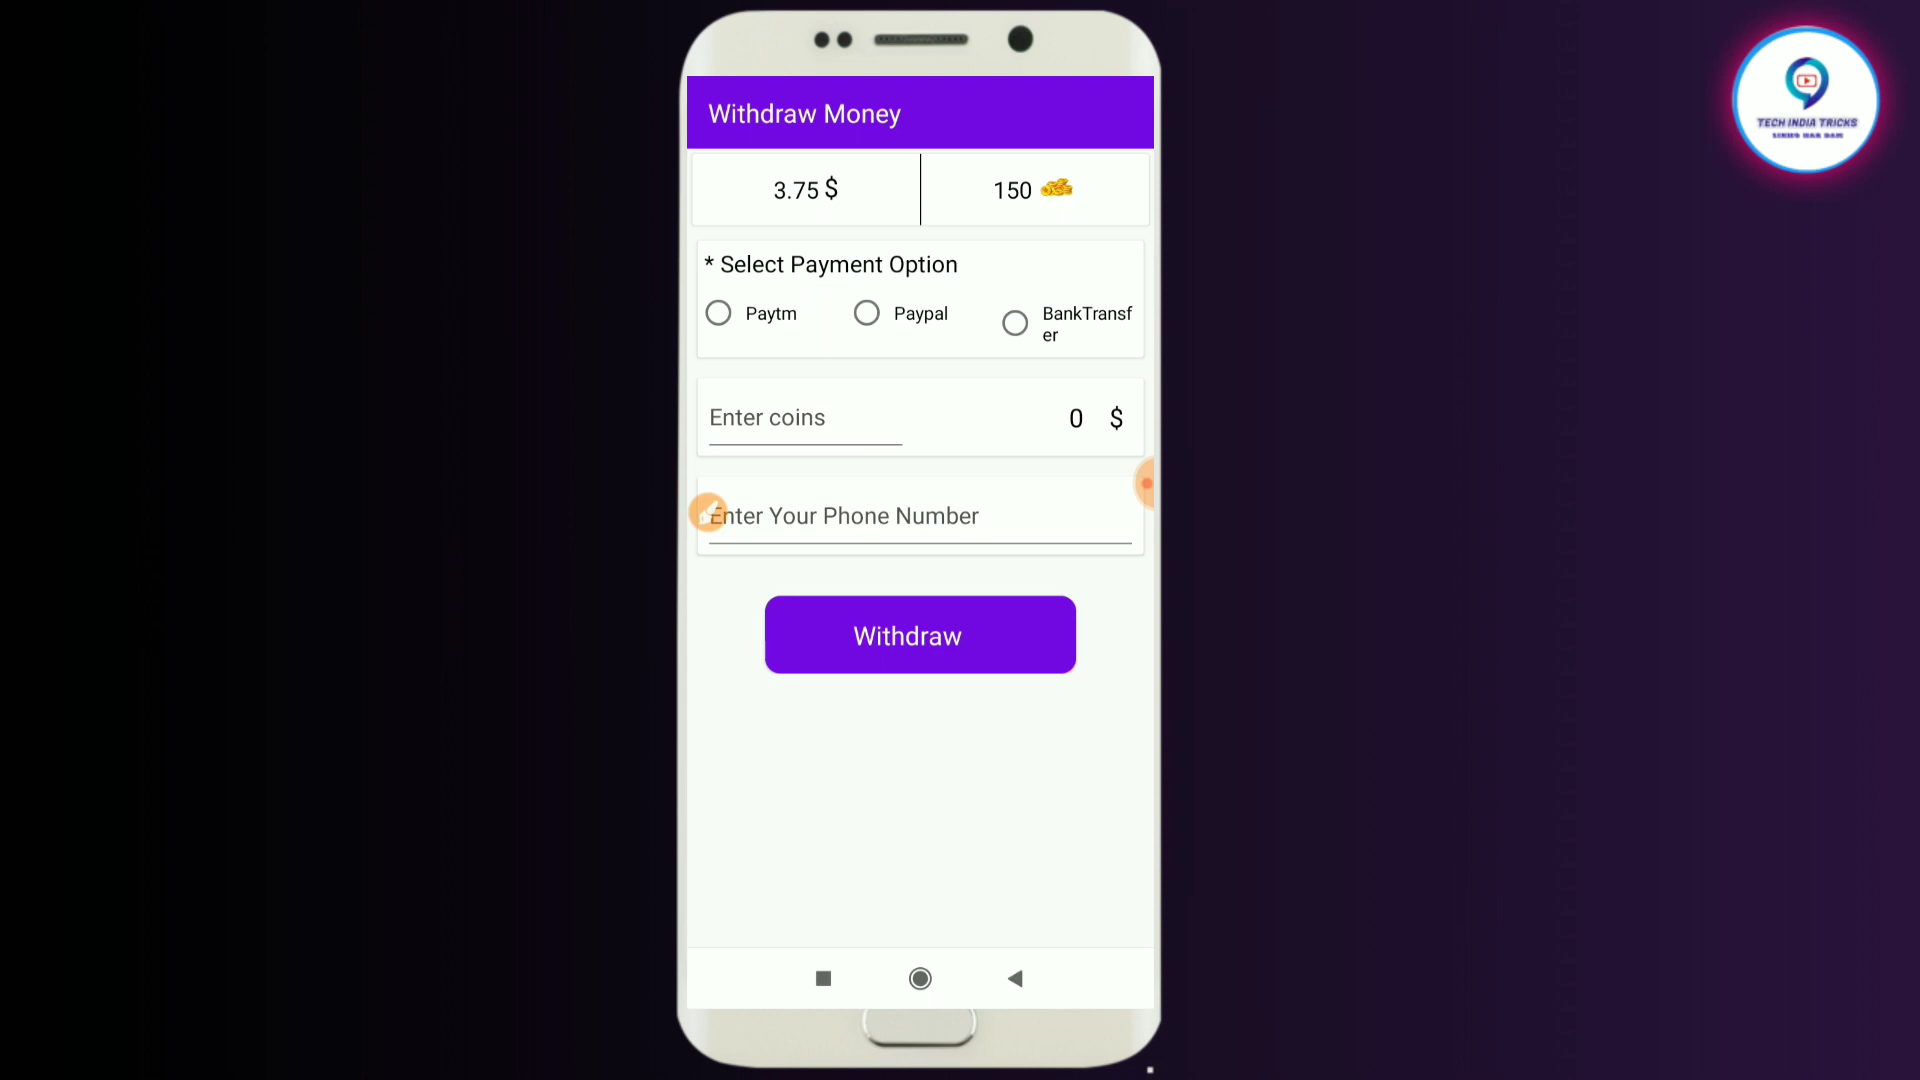 Withdraw Money
3.75 $
150
* Select Payment Option
Paytm
Paypal
BankTransf
er
Enter coins
0 $
Enter Your Phone Number
Withdraw
TECH INDIA TRICKS